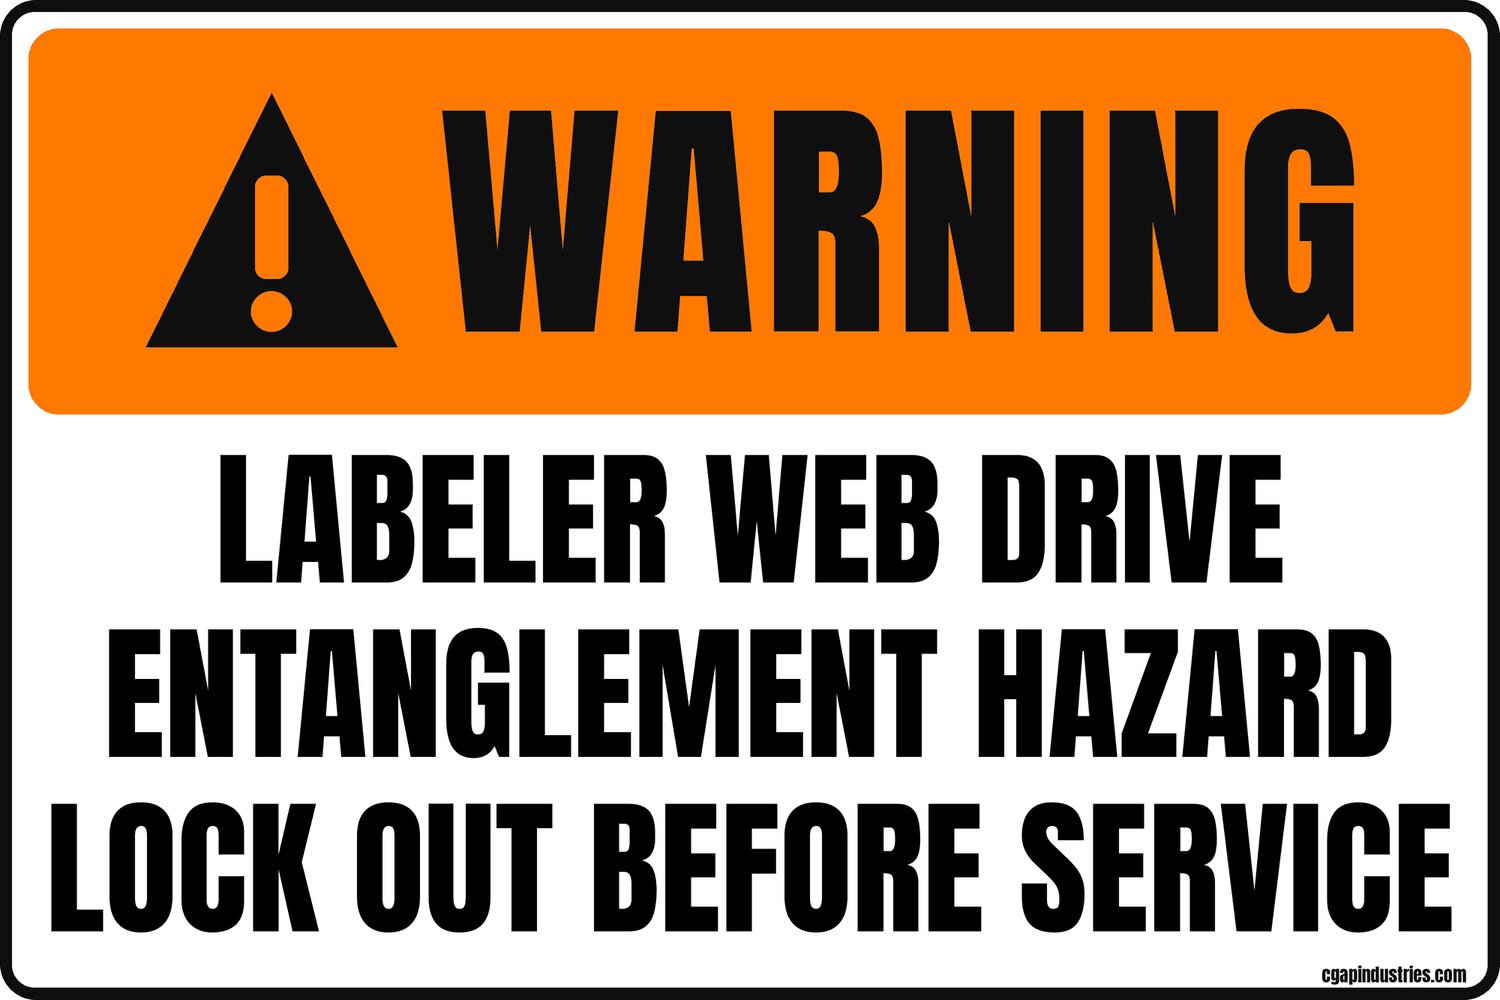 WARNING
LABELER WEB DRIVE
ENTANGLEMENT HAZARD
LOCK OUT BEFORE SERVICE
cgapindustries.com